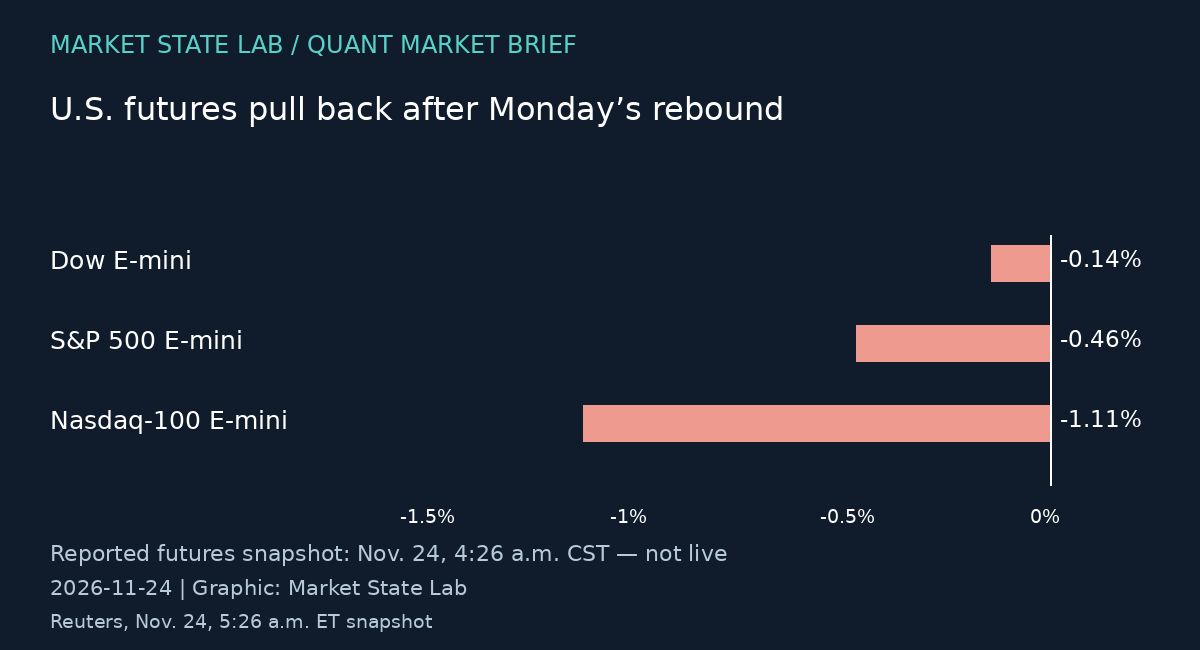 MARKET STATE LAB / QUANT MARKET BRIEF
U.S. futures pull back after Monday’s rebound
Dow E-mini -0.14%
S&P 500 E-mini -0.46%
Nasdaq-100 E-mini -1.11%
-1.5% -1% -0.5% 0%
Reported futures snapshot: Nov. 24, 4:26 a.m. CST — not live
2026-11-24 | Graphic: Market State Lab
Reuters, Nov. 24, 5:26 a.m. ET snapshot